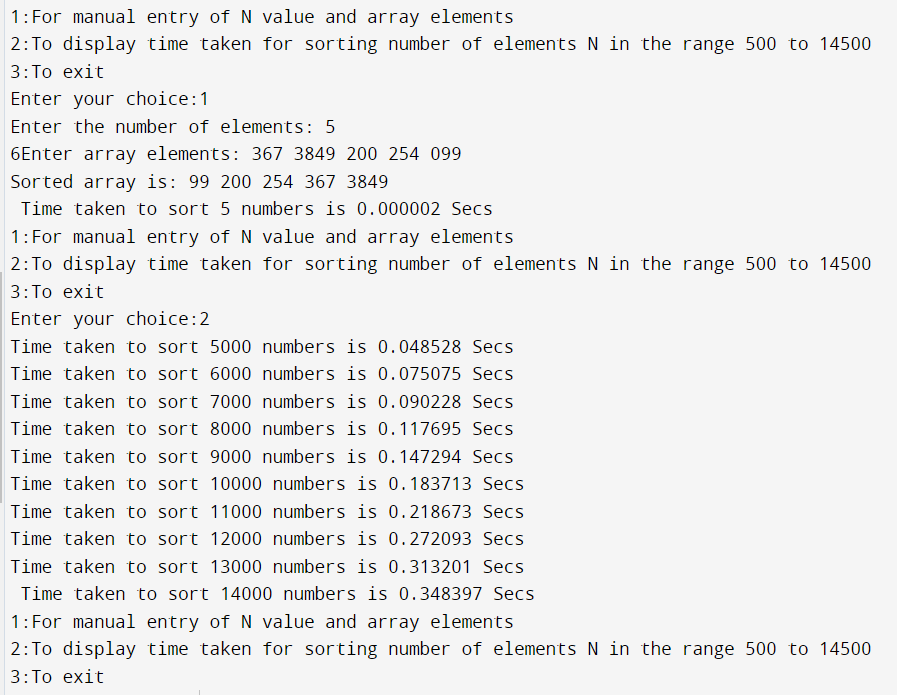 1:For manual entry of N value and array elements
2:To display time taken for sorting number of elements N in the range 500 to 14500
3:To exit
Enter your choice:1
Enter the number of elements: 5
6Enter array elements: 367 3849 200 254 099
Sorted array is: 99 200 254 367 3849
 Time taken to sort 5 numbers is 0.000002 Secs
1:For manual entry of N value and array elements
2:To display time taken for sorting number of elements N in the range 500 to 14500
3:To exit
Enter your choice:2
Time taken to sort 5000 numbers is 0.048528 Secs
Time taken to sort 6000 numbers is 0.075075 Secs
Time taken to sort 7000 numbers is 0.090228 Secs
Time taken to sort 8000 numbers is 0.117695 Secs
Time taken to sort 9000 numbers is 0.147294 Secs
Time taken to sort 10000 numbers is 0.183713 Secs
Time taken to sort 11000 numbers is 0.218673 Secs
Time taken to sort 12000 numbers is 0.272093 Secs
Time taken to sort 13000 numbers is 0.313201 Secs
 Time taken to sort 14000 numbers is 0.348397 Secs
1:For manual entry of N value and array elements
2:To display time taken for sorting number of elements N in the range 500 to 14500
3:To exit